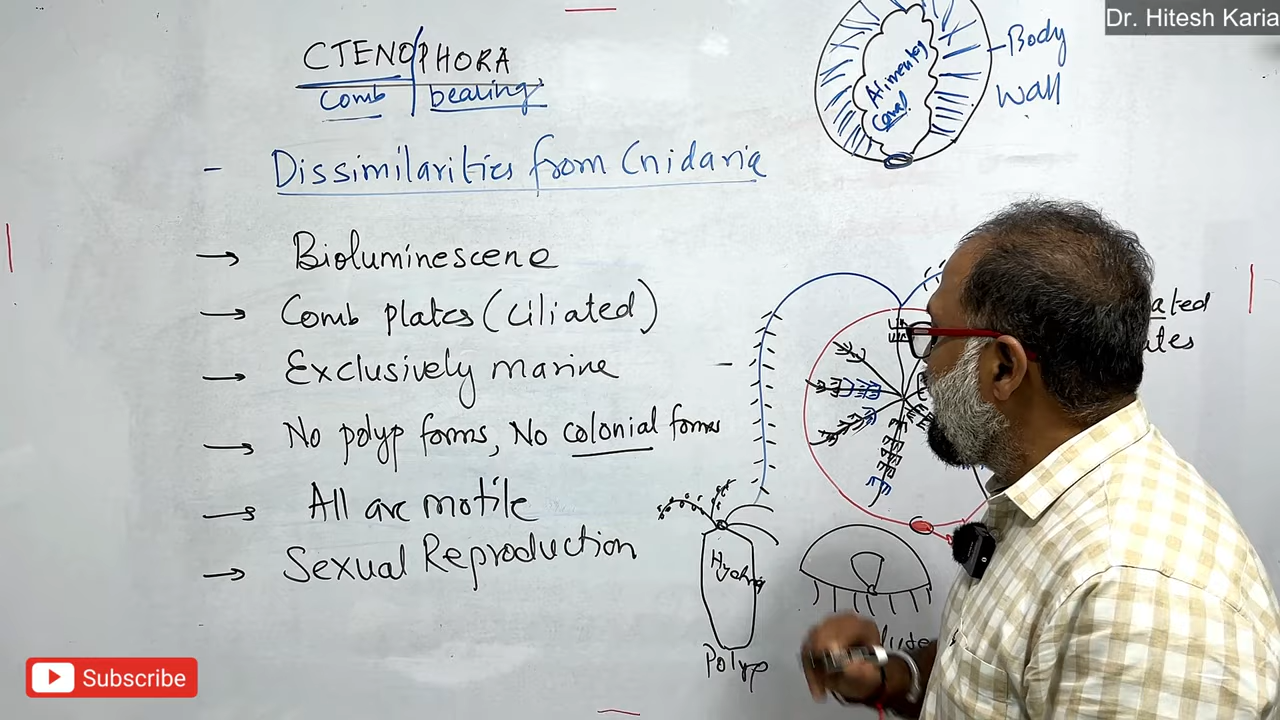 Dr. Hitesh Karia
CTENOPHORA
Comb bearing
Alimentary
Canal
Body
Wall
- Dissimilarities from Cnidaria
→ Bioluminescene
→ Comb plates (ciliated)
→ Exclusively marine
→ No polyp forms, No colonial forms
→ All are motile
→ Sexual Reproduction
Hydra
Polyp
Subscribe